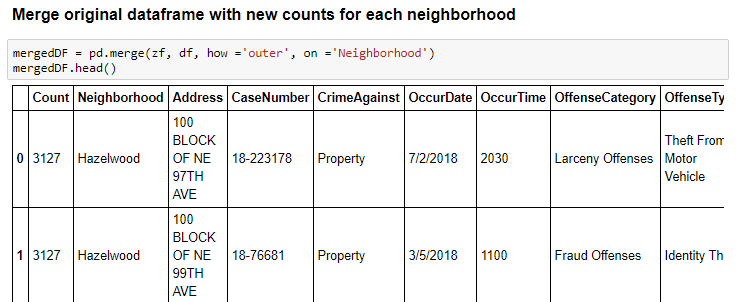 Merge original dataframe with new counts for each neighborhood
mergedDF = pd.merge(zf, df, how ='outer', on ='Neighborhood')
mergedDF.head()
Count Neighborhood Address CaseNumber CrimeAgainst OccurDate OccurTime OffenseCategory OffenseTy
0 3127 Hazelwood 100 BLOCK OF NE 97TH AVE 18-223178 Property 7/2/2018 2030 Larceny Offenses Theft From Motor Vehicle
1 3127 Hazelwood 100 BLOCK OF NE 99TH AVE 18-76681 Property 3/5/2018 1100 Fraud Offenses Identity Th